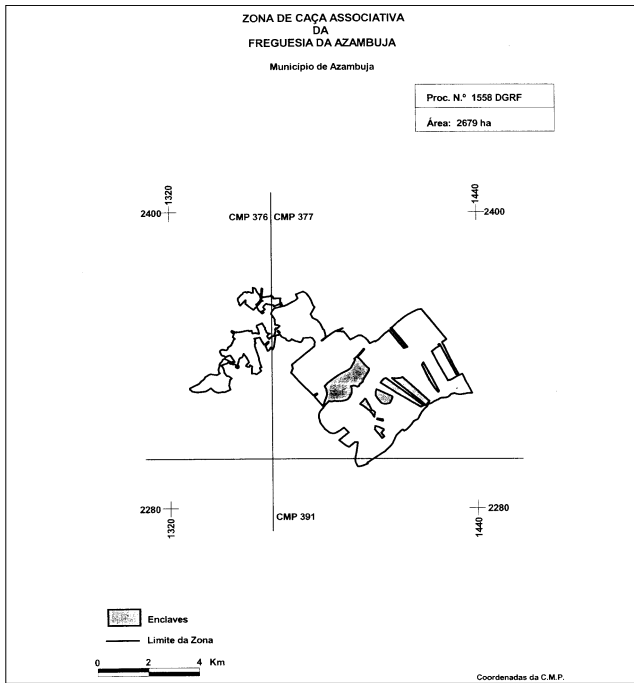 ZONA DE CAÇA ASSOCIATIVA
DA
FREGUESIA DA AZAMBUJA
Município de Azambuja
Proc. N.º 1558 DGRF
Área: 2679 ha
1320
1440
2400
CMP 376
CMP 377
2400
2280
CMP 391
2280
1320
1440
Enclaves
Limite da Zona
0 2 4 Km
Coordenadas da C.M.P.